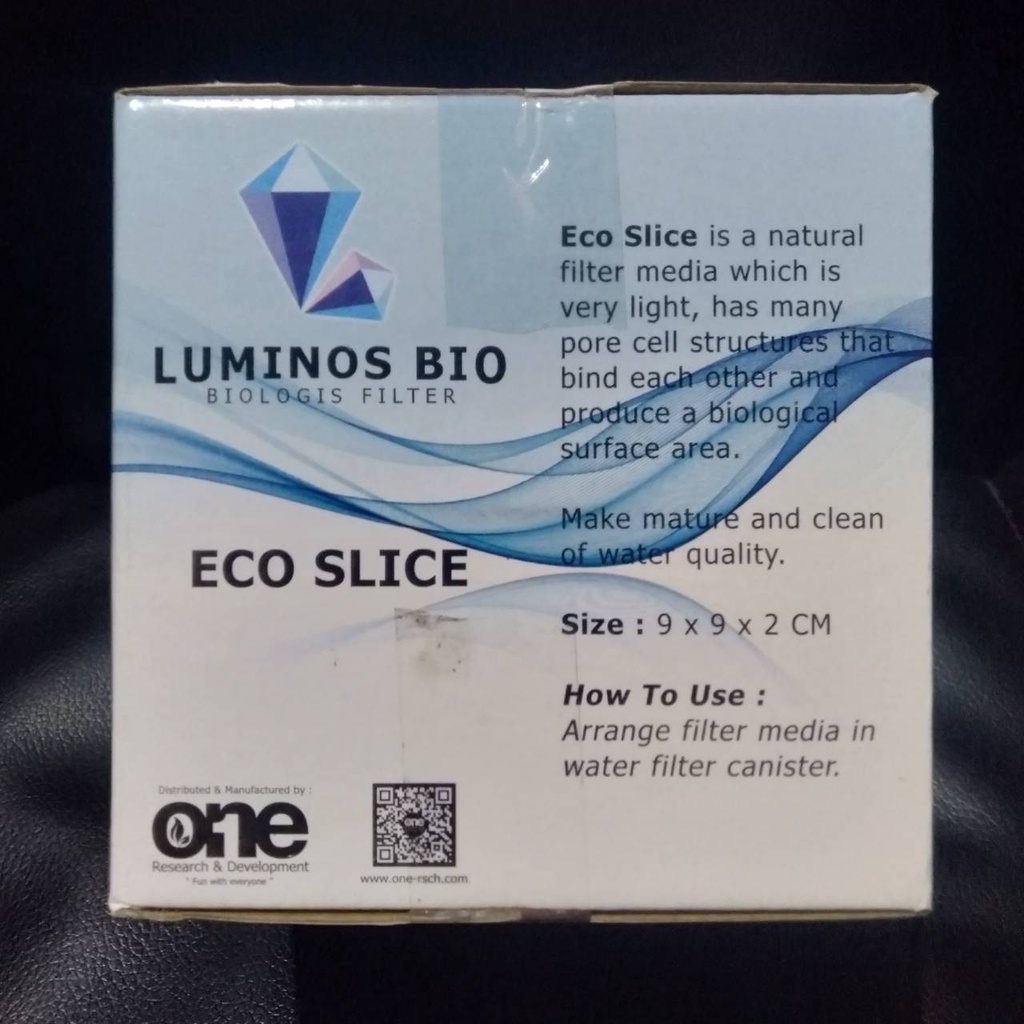 LUMINOS BIO
BIOLOGIS FILTER
ECO SLICE
Eco Slice is a natural
filter media which is
very light, has many
pore cell structures that
bind each other and
produce a biological
surface area.
Make mature and clean
of water quality.
Size : 9 x 9 x 2 CM
How To Use :
Arrange filter media in
water filter canister.
Distributed & Manufactured by :
one
Research & Development
" Fun with everyone "
one
www.one-rsch.com